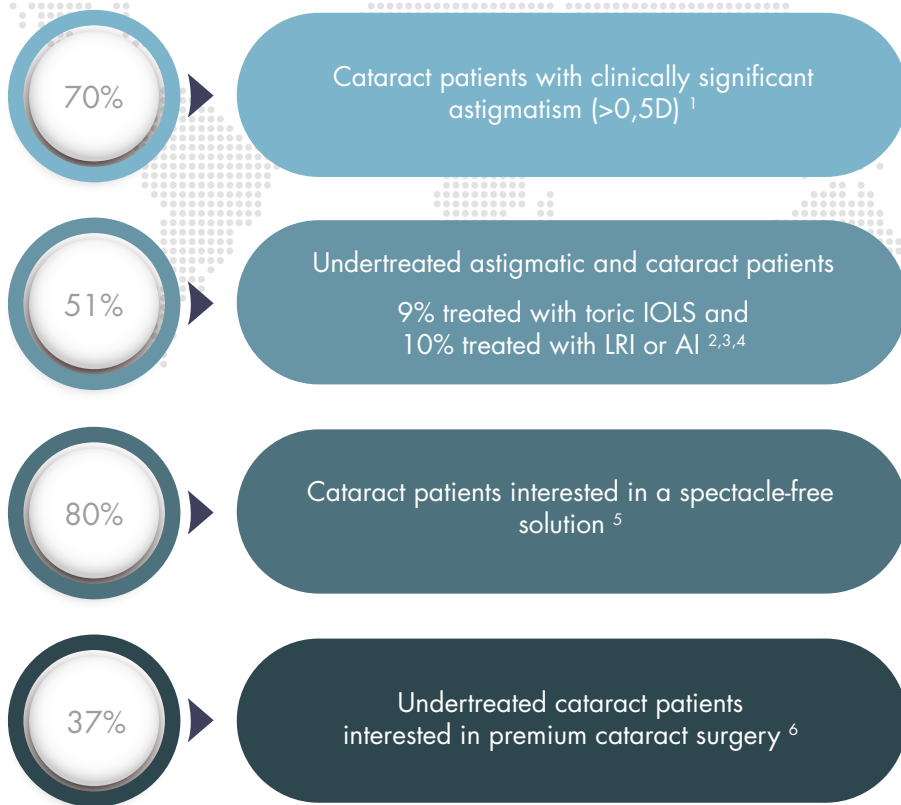 70%
Cataract patients with clinically significant
astigmatism (>0,5D) 1
51%
Undertreated astigmatic and cataract patients
9% treated with toric IOLS and
10% treated with LRI or AI 2,3,4
80%
Cataract patients interested in a spectacle-free
solution 5
37%
Undertreated cataract patients
interested in premium cataract surgery 6